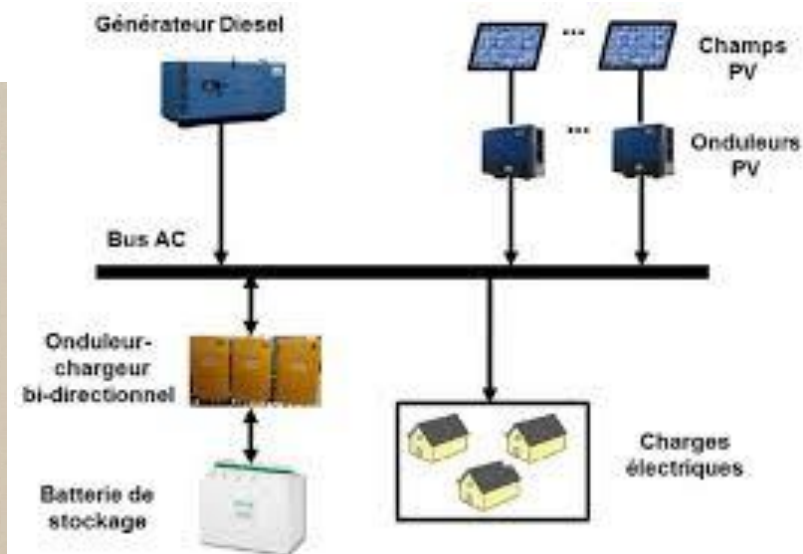 Générateur Diesel
...
Champs
PV
...
Onduleurs
PV
Bus AC
Onduleur-
chargeur
bi-directionnel
Charges
électriques
Batterie de
stockage